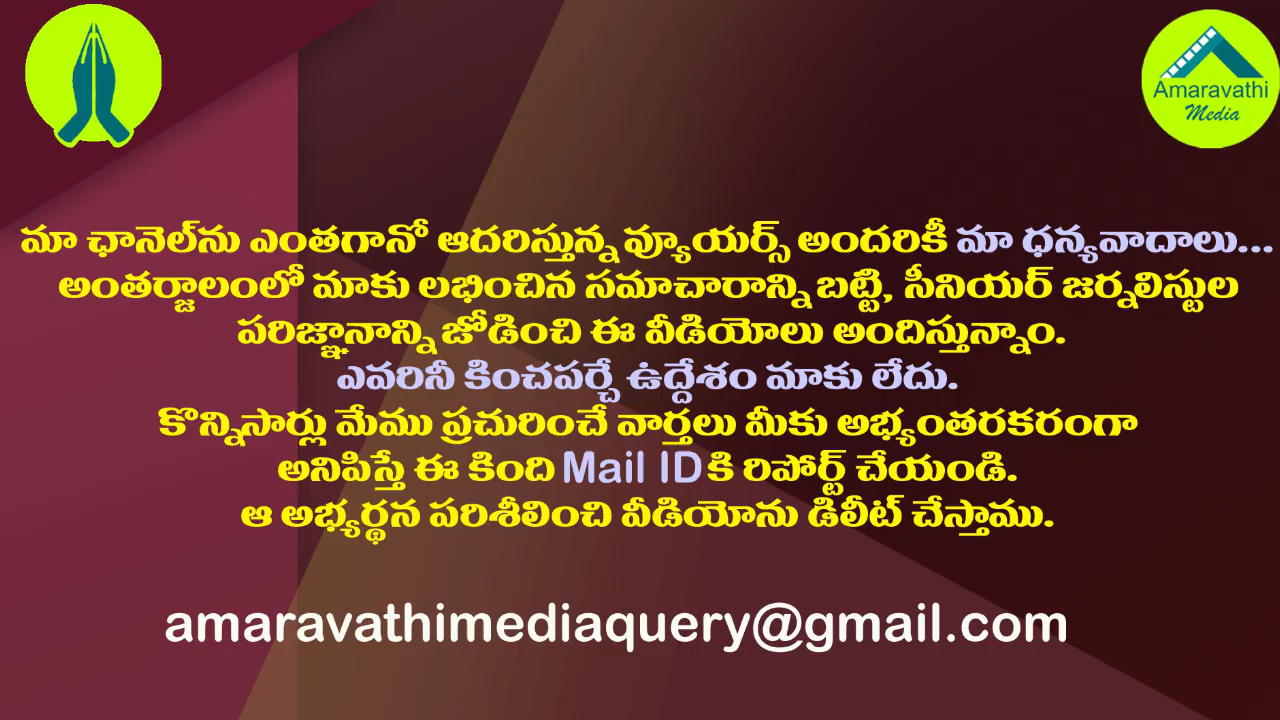 Amaravathi
Media
మా ఛానెల్‌ను ఎంతగానో ఆదరిస్తున్న వ్యూయర్స్ అందరికీ మా ధన్యవాదాలు...
అంతర్జాలంలో మాకు లభించిన సమాచారాన్ని బట్టి, సీనియర్ జర్నలిస్టుల
పరిజ్ఞానాన్ని జోడించి ఈ వీడియోలు అందిస్తున్నాం.
ఎవరినీ కించపర్చే ఉద్దేశం మాకు లేదు.
కొన్నిసార్లు మేము ప్రచురించే వార్తలు మీకు అభ్యంతరకరంగా
అనిపిస్తే ఈ కింది Mail IDకి రిపోర్ట్ చేయండి.
ఆ అభ్యర్థన పరిశీలించి వీడియోను డిలీట్ చేస్తాము.
amaravathimediaquery@gmail.com